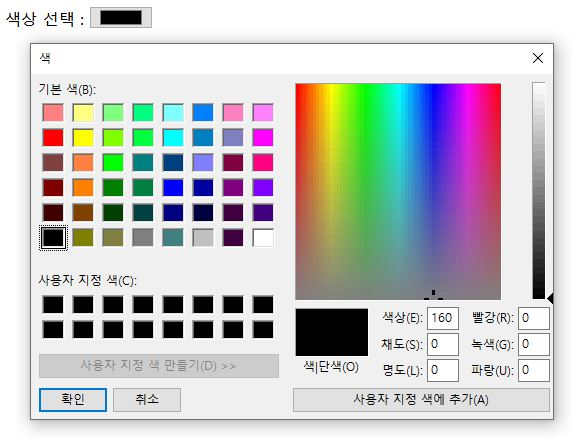 색상 선택 :
색
기본 색(B):
사용자 지정 색(C):
사용자 지정 색 만들기(D) >>
확인
취소
색|단색(O)
색상(E): 160
빨강(R): 0
채도(S): 0
녹색(G): 0
명도(L): 0
파랑(U): 0
사용자 지정 색에 추가(A)